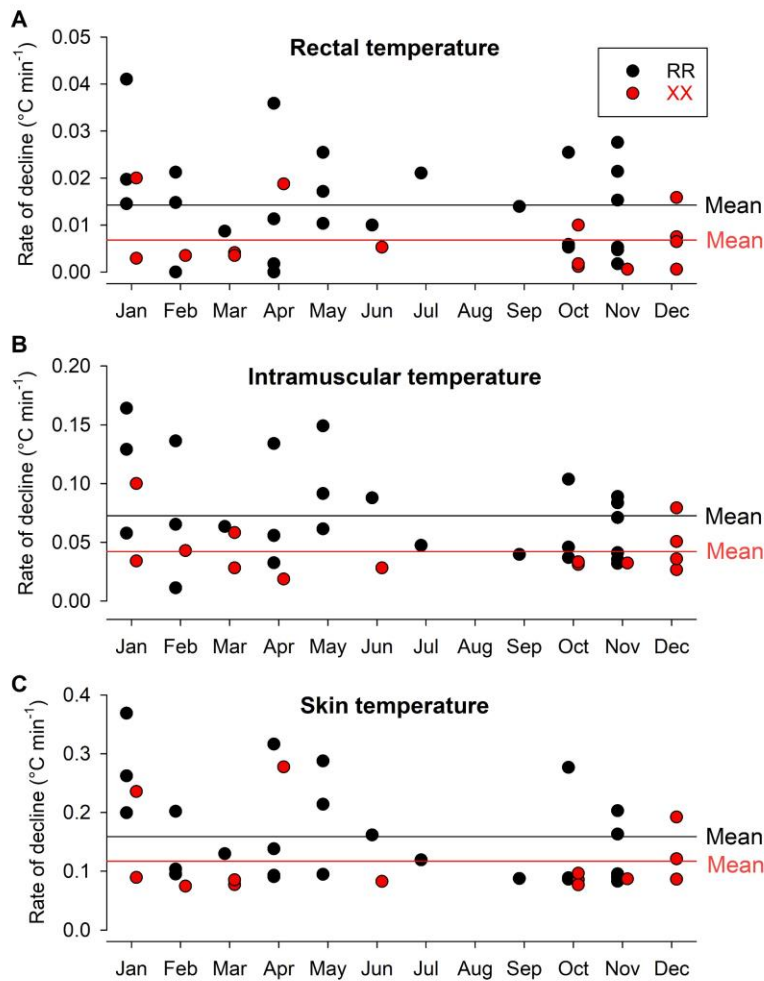 A
Rectal temperature
Rate of decline (°C min⁻¹)
0.05
0.04
0.03
0.02
0.01
0.00
RR
XX
Mean
Mean
Jan Feb Mar Apr May Jun Jul Aug Sep Oct Nov Dec
B
Intramuscular temperature
Rate of decline (°C min⁻¹)
0.20
0.15
0.10
0.05
0.00
Mean
Mean
Jan Feb Mar Apr May Jun Jul Aug Sep Oct Nov Dec
C
Skin temperature
Rate of decline (°C min⁻¹)
0.4
0.3
0.2
0.1
0.0
Mean
Mean
Jan Feb Mar Apr May Jun Jul Aug Sep Oct Nov Dec